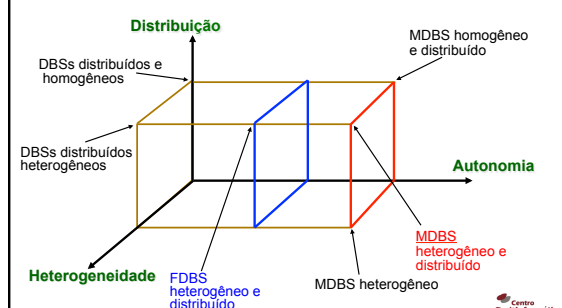 Distribuição
MDBS homogêneo
e distribuído
DBSs distribuídos e
homogêneos
DBSs distribuídos
heterogêneos
Autonomia
MDBS
heterogêneo e
distribuído
Heterogeneidade
FDBS
heterogêneo e
distribuído
MDBS heterogêneo
Centro